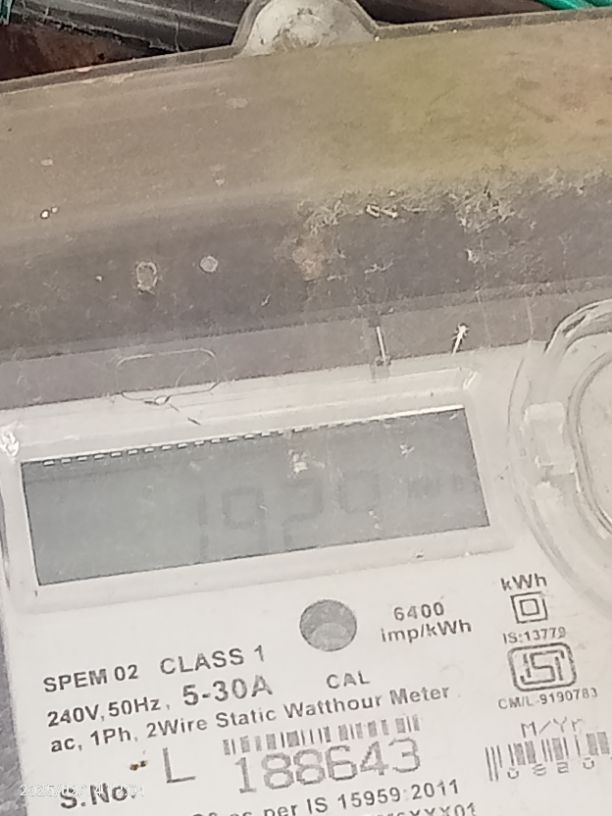 kWh
6400
imp/kWh
IS:13779
SPEM 02 CLASS 1
CAL
240V, 50Hz, 5-30A
CM/L-9190783
ac, 1Ph, 2Wire Static Watthour Meter
M/Yr
L 188643
S.No.
as per IS 15959:2011